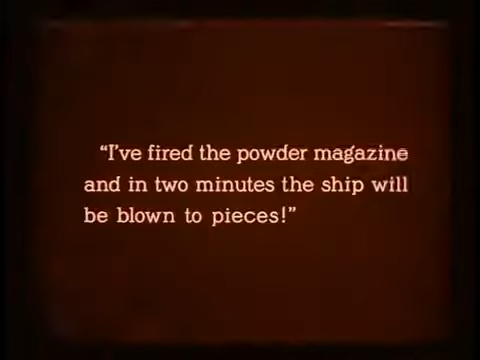 “I’ve fired the powder magazine
and in two minutes the ship will
be blown to pieces!”